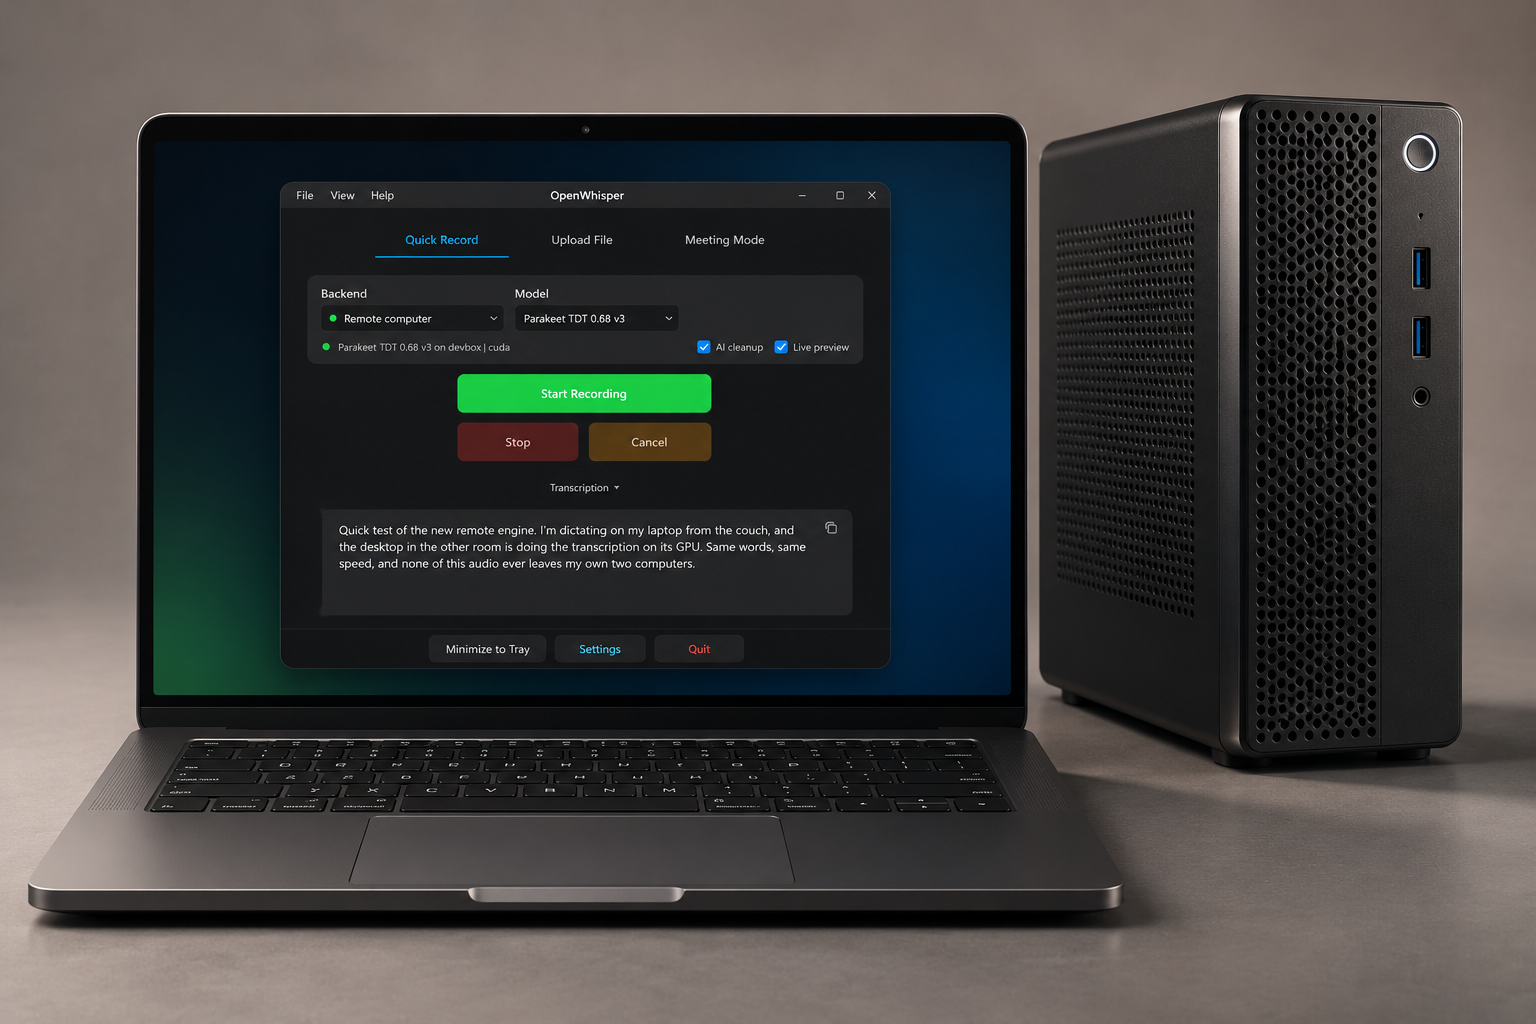 File View Help OpenWhisper
Quick Record Upload File Meeting Mode
Backend Model
Remote computer Parakeet TDT 0.68 v3
Parakeet TDT 0.68 v3 on devbox | cuda AI cleanup Live preview
Start Recording
Stop Cancel
Transcription
Quick test of the new remote engine. I'm dictating on my laptop from the couch, and
the desktop in the other room is doing the transcription on its GPU. Same words, same
speed, and none of this audio ever leaves my own two computers.
Minimize to Tray Settings Quit